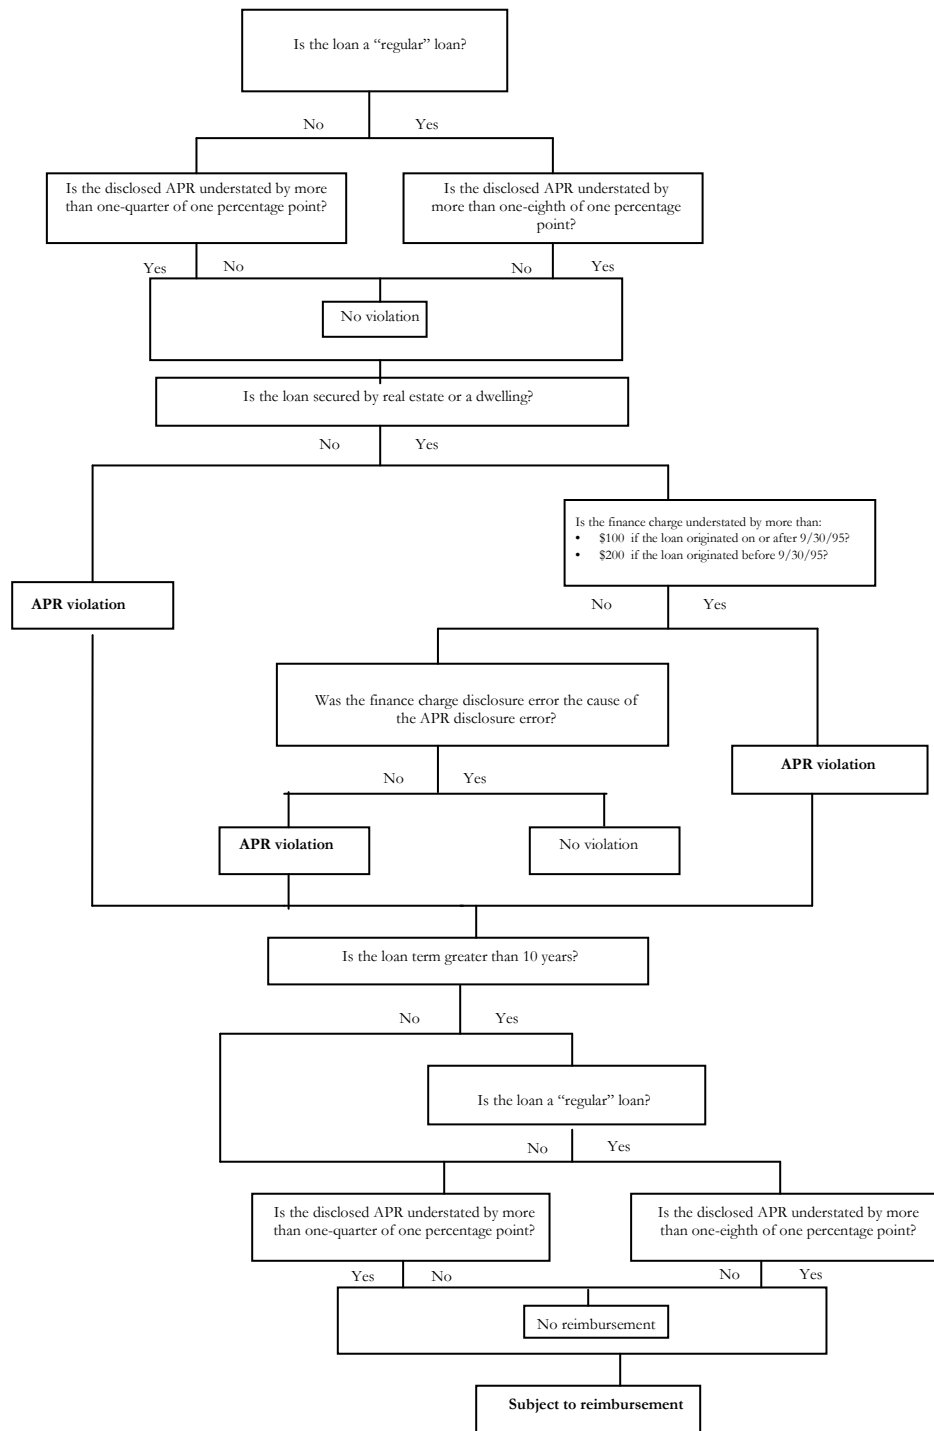 Is the loan a “regular” loan?
No
Yes
Is the disclosed APR understated by more
than one-quarter of one percentage point?
Is the disclosed APR understated by
more than one-eighth of one percentage
point?
Yes
No
No
Yes
No violation
Is the loan secured by real estate or a dwelling?
No
Yes
Is the finance charge understated by more than:
• $100 if the loan originated on or after 9/30/95?
• $200 if the loan originated before 9/30/95?
APR violation
No
Yes
Was the finance charge disclosure error the cause of
the APR disclosure error?
APR violation
No
Yes
APR violation
No violation
Is the loan term greater than 10 years?
No
Yes
Is the loan a “regular” loan?
No
Yes
Is the disclosed APR understated by more
than one-quarter of one percentage point?
Is the disclosed APR understated by more
than one-eighth of one percentage point?
Yes
No
No
Yes
No reimbursement
Subject to reimbursement